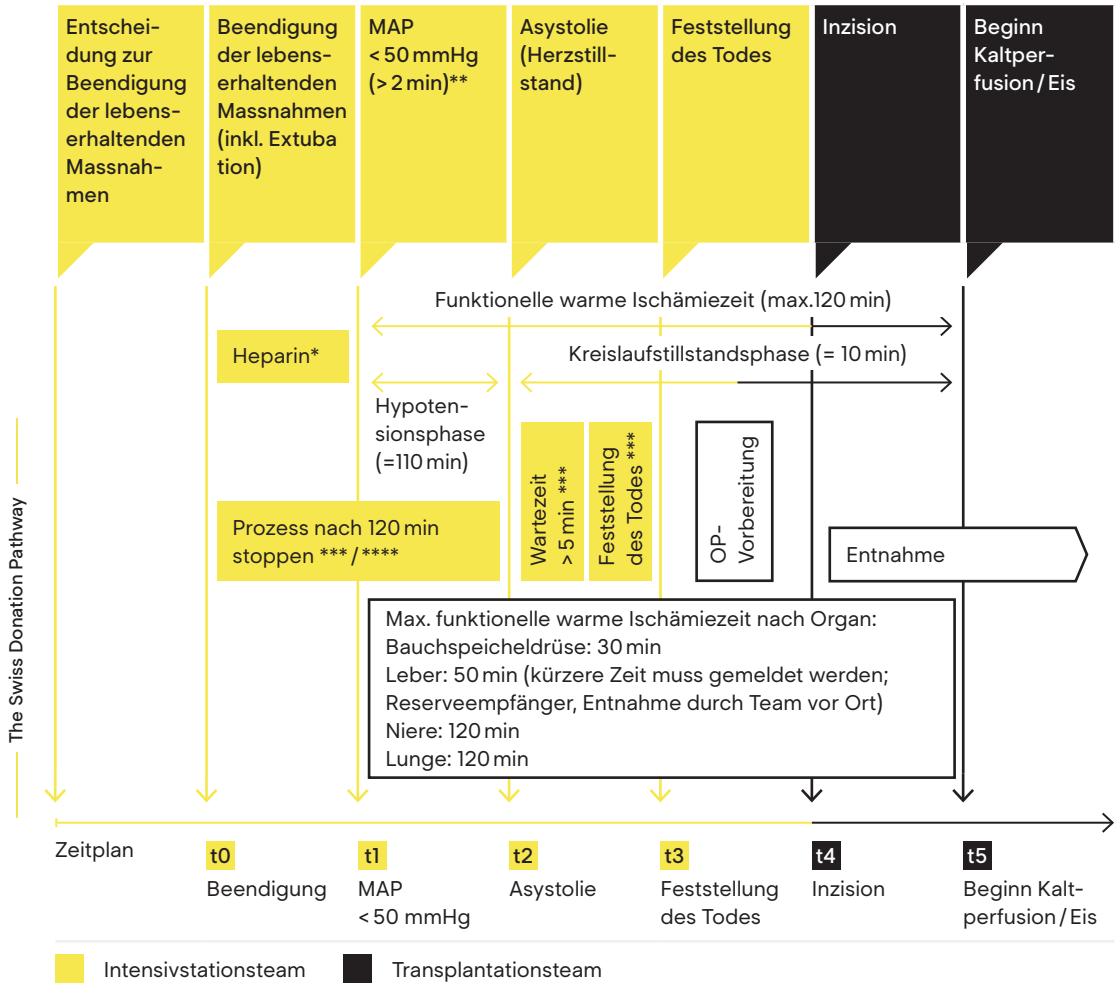 Entschei-
dung zur
Beendigung
der lebens-
erhaltenden
Massnah-
men
Beendigung
der lebens-
erhaltenden
Massnahmen
(inkl. Extuba
tion)
MAP
< 50 mmHg
(> 2 min)**
Asystolie
(Herzstill-
stand)
Feststellung
des Todes
Inzision
Beginn
Kaltper-
fusion / Eis
Funktionelle warme Ischämiezeit (max.120 min)
Heparin*
Kreislaufstillstandsphase (= 10 min)
Hypoten-
sionsphase
(=110 min)
Prozess nach 120 min
stoppen *** / ****
Wartezeit
> 5 min ***
Feststellung
des Todes ***
OP-
Vorbereitung
Entnahme
Max. funktionelle warme Ischämiezeit nach Organ:
Bauchspeicheldrüse: 30 min
Leber: 50 min (kürzere Zeit muss gemeldet werden;
Reserveempfänger, Entnahme durch Team vor Ort)
Niere: 120 min
Lunge: 120 min
The Swiss Donation Pathway
Zeitplan
t0
Beendigung
t1
MAP
< 50 mmHg
t2
Asystolie
t3
Feststellung
des Todes
t4
Inzision
t5
Beginn Kalt-
perfusion / Eis
Intensivstationsteam
Transplantationsteam